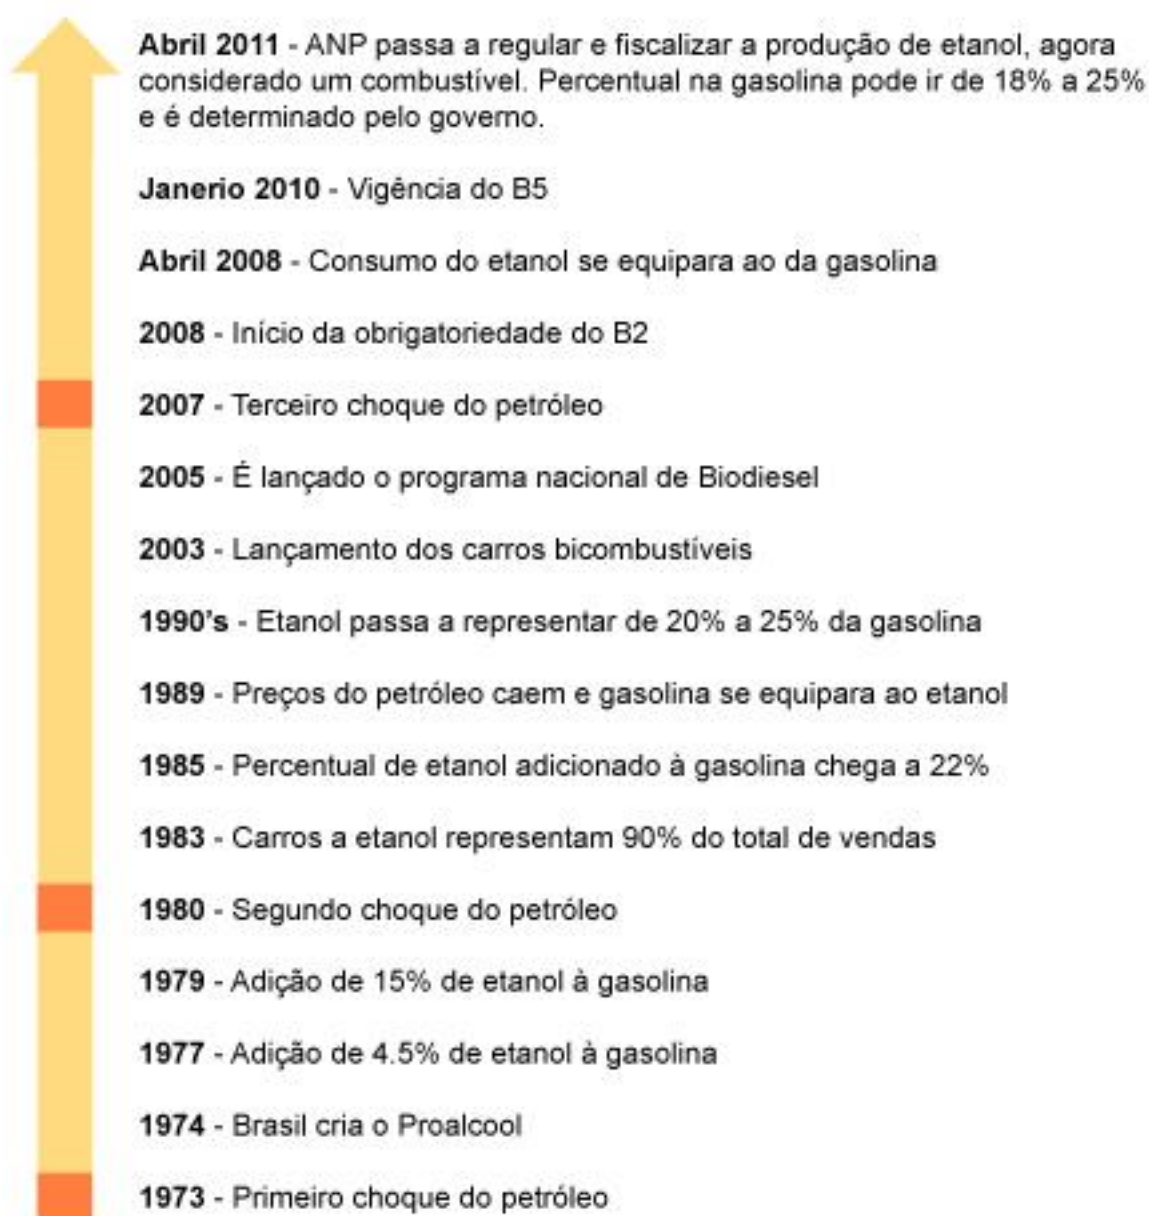 Abril 2011 - ANP passa a regular e fiscalizar a produção de etanol, agora
considerado um combustível. Percentual na gasolina pode ir de 18% a 25%
e é determinado pelo governo.
Janerio 2010 - Vigência do B5
Abril 2008 - Consumo do etanol se equipara ao da gasolina
2008 - Início da obrigatoriedade do B2
2007 - Terceiro choque do petróleo
2005 - É lançado o programa nacional de Biodiesel
2003 - Lançamento dos carros bicombustíveis
1990's - Etanol passa a representar de 20% a 25% da gasolina
1989 - Preços do petróleo caem e gasolina se equipara ao etanol
1985 - Percentual de etanol adicionado à gasolina chega a 22%
1983 - Carros a etanol representam 90% do total de vendas
1980 - Segundo choque do petróleo
1979 - Adição de 15% de etanol à gasolina
1977 - Adição de 4.5% de etanol à gasolina
1974 - Brasil cria o Proalcool
1973 - Primeiro choque do petróleo